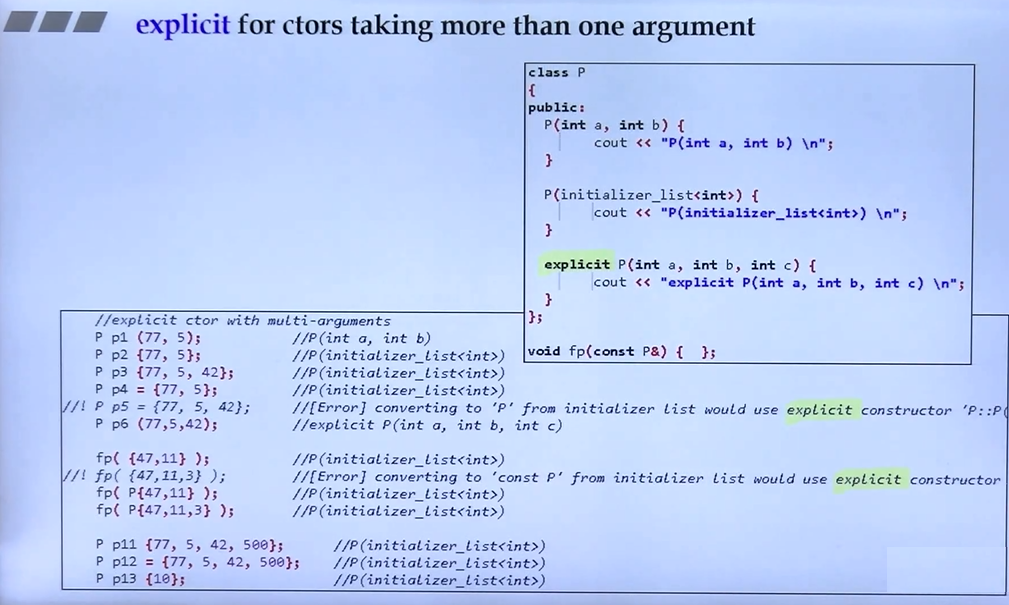 explicit for ctors taking more than one argument
class P
{
public:
P(int a, int b) {
cout << "P(int a, int b) \n";
}
P(initializer_list<int>) {
cout << "P(initializer_list<int>) \n";
}
explicit P(int a, int b, int c) {
cout << "explicit P(int a, int b, int c) \n";
}
};
void fp(const P&) { };
//explicit ctor with multi-arguments
P p1 (77, 5); //P(int a, int b)
P p2 {77, 5}; //P(initializer_list<int>)
P p3 {77, 5, 42}; //P(initializer_list<int>)
P p4 = {77, 5}; //P(initializer_list<int>)
//! P p5 = {77, 5, 42}; //[Error] converting to 'P' from initializer list would use explicit constructor 'P::P(
P p6 (77,5,42); //explicit P(int a, int b, int c)
fp( {47,11} ); //P(initializer_list<int>)
//! fp( {47,11,3} ); //[Error] converting to 'const P' from initializer list would use explicit constructor
fp( P{47,11} ); //P(initializer_list<int>)
fp( P{47,11,3} ); //P(initializer_list<int>)
P p11 {77, 5, 42, 500}; //P(initializer_list<int>)
P p12 = {77, 5, 42, 500}; //P(initializer_list<int>)
P p13 {10}; //P(initializer_list<int>)